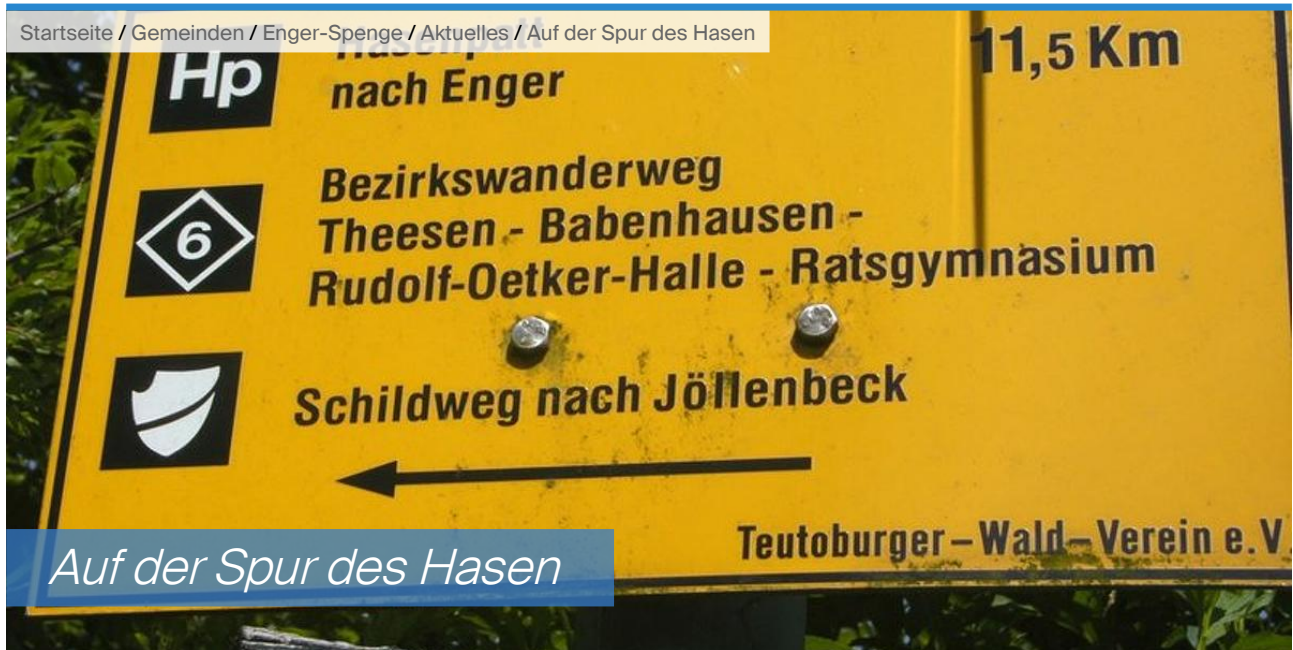 Startseite / Gemeinden / Enger-Spenge / Aktuelles / Auf der Spur des Hasen
Hp
Hasenpatt
nach Enger
11,5 Km
6
Bezirkswanderweg
Theesen - Babenhausen -
Rudolf-Oetker-Halle - Ratsgymnasium
Schildweg nach Jöllenbeck
Teutoburger-Wald-Verein e.V.
Auf der Spur des Hasen